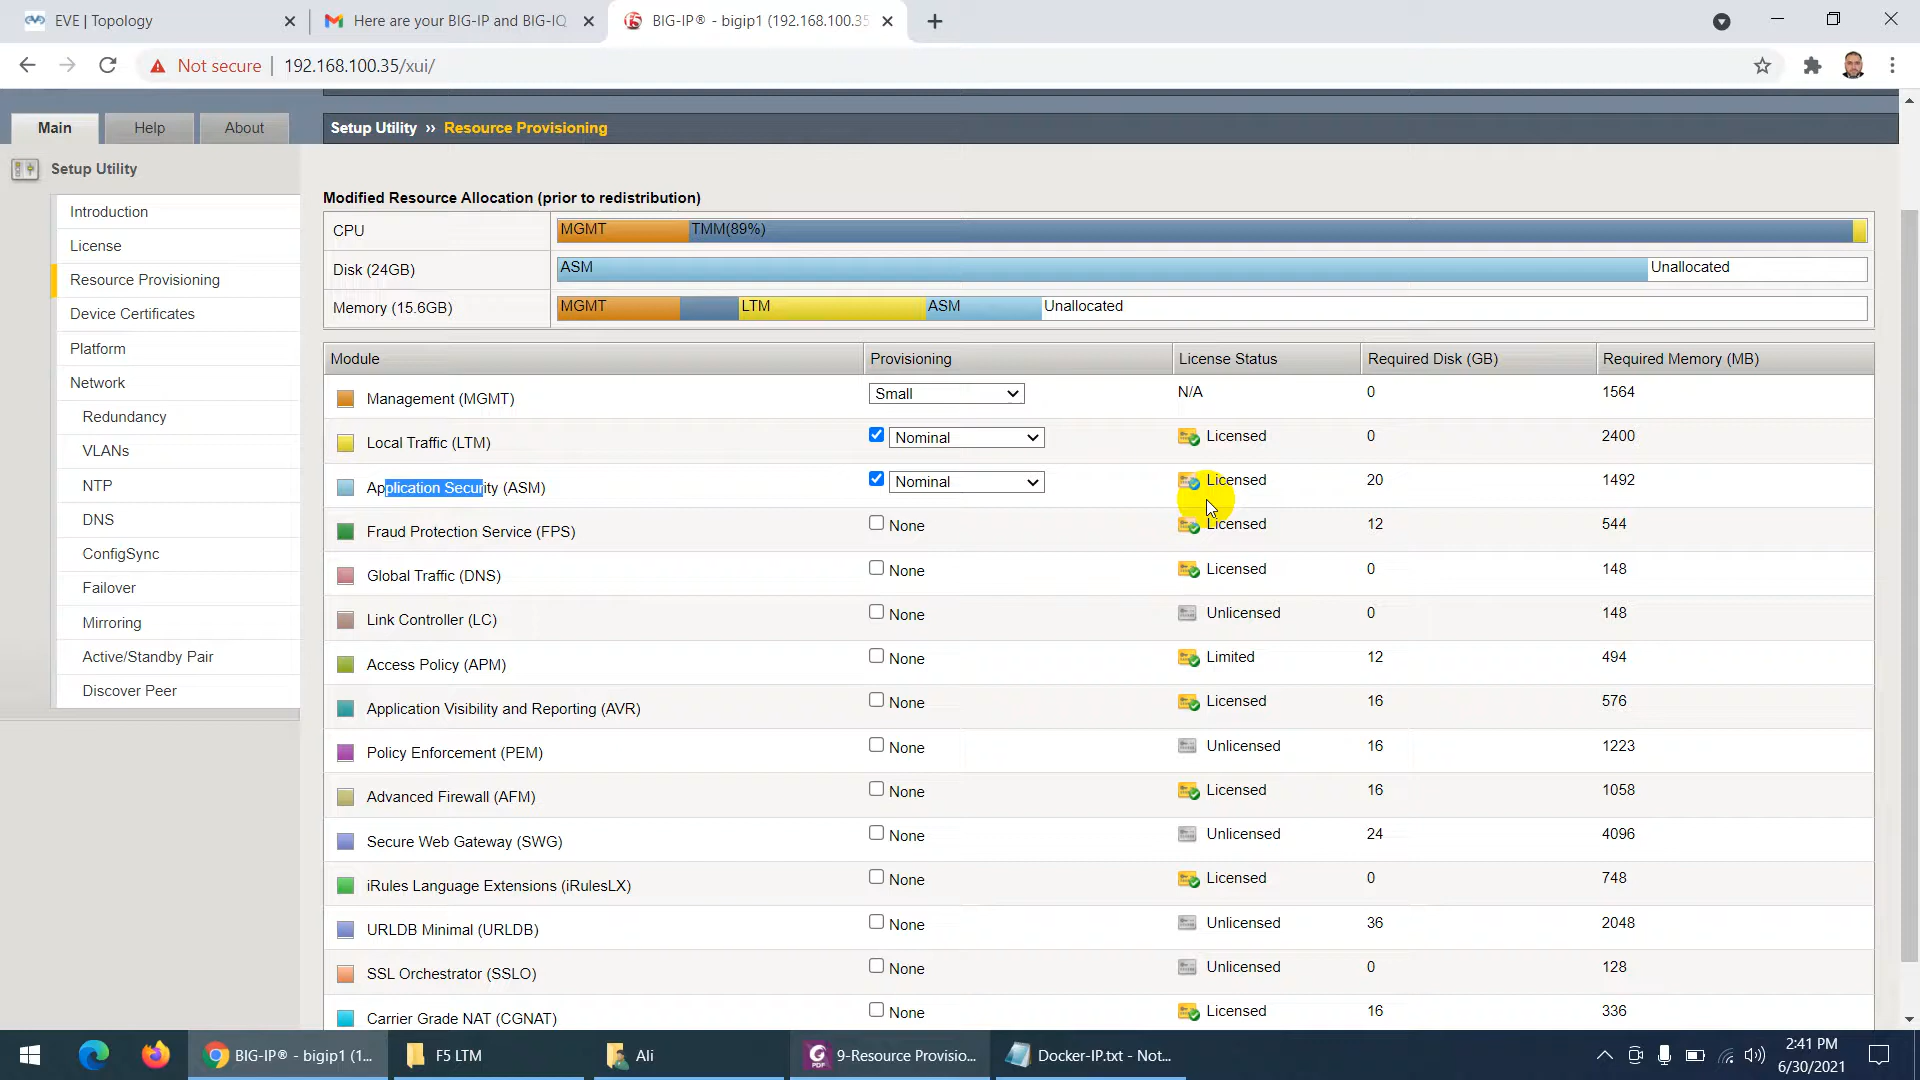 EVE | Topology
Here are your BIG-IP and BIG-IQ
BIG-IP® - bigip1 (192.168.100.35
Not secure
192.168.100.35/xui/
Main
Help
About
Setup Utility ›› Resource Provisioning
Setup Utility
Introduction
License
Resource Provisioning
Device Certificates
Platform
Network
Redundancy
VLANs
NTP
DNS
ConfigSync
Failover
Mirroring
Active/Standby Pair
Discover Peer
Modified Resource Allocation (prior to redistribution)
CPU MGMT TMM(89%)
Disk (24GB) ASM Unallocated
Memory (15.6GB) MGMT LTM ASM Unallocated
Module Provisioning License Status Required Disk (GB) Required Memory (MB)
Management (MGMT) Small N/A 0 1564
Local Traffic (LTM) Nominal Licensed 0 2400
Application Security (ASM) Nominal Licensed 20 1492
Fraud Protection Service (FPS) None Licensed 12 544
Global Traffic (DNS) None Licensed 0 148
Link Controller (LC) None Unlicensed 0 148
Access Policy (APM) None Limited 12 494
Application Visibility and Reporting (AVR) None Licensed 16 576
Policy Enforcement (PEM) None Unlicensed 16 1223
Advanced Firewall (AFM) None Licensed 16 1058
Secure Web Gateway (SWG) None Unlicensed 24 4096
iRules Language Extensions (iRulesLX) None Licensed 0 748
URLDB Minimal (URLDB) None Unlicensed 36 2048
SSL Orchestrator (SSLO) None Unlicensed 0 128
Carrier Grade NAT (CGNAT) None Licensed 16 336
BIG-IP® - bigip1 (1...
F5 LTM
Ali
9-Resource Provisio...
Docker-IP.txt - Not...
2:41 PM
6/30/2021